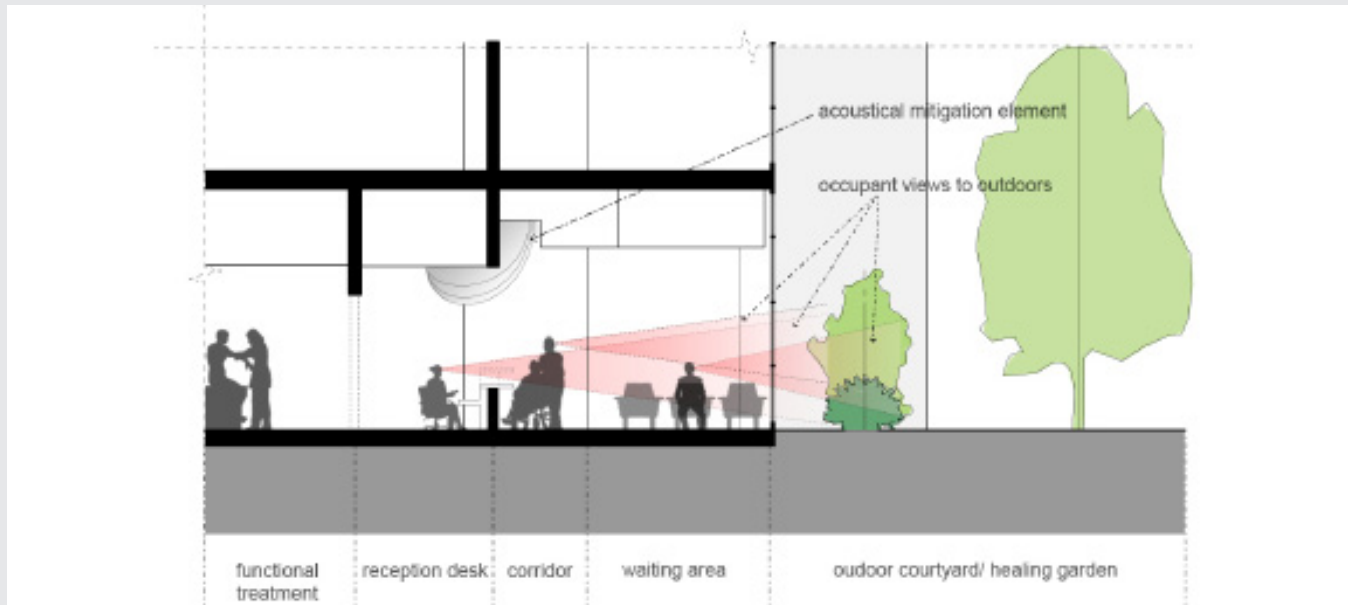 acoustical mitigation element
occupant views to outdoors
functional
treatment
reception desk
corridor
waiting area
oudoor courtyard/ healing garden